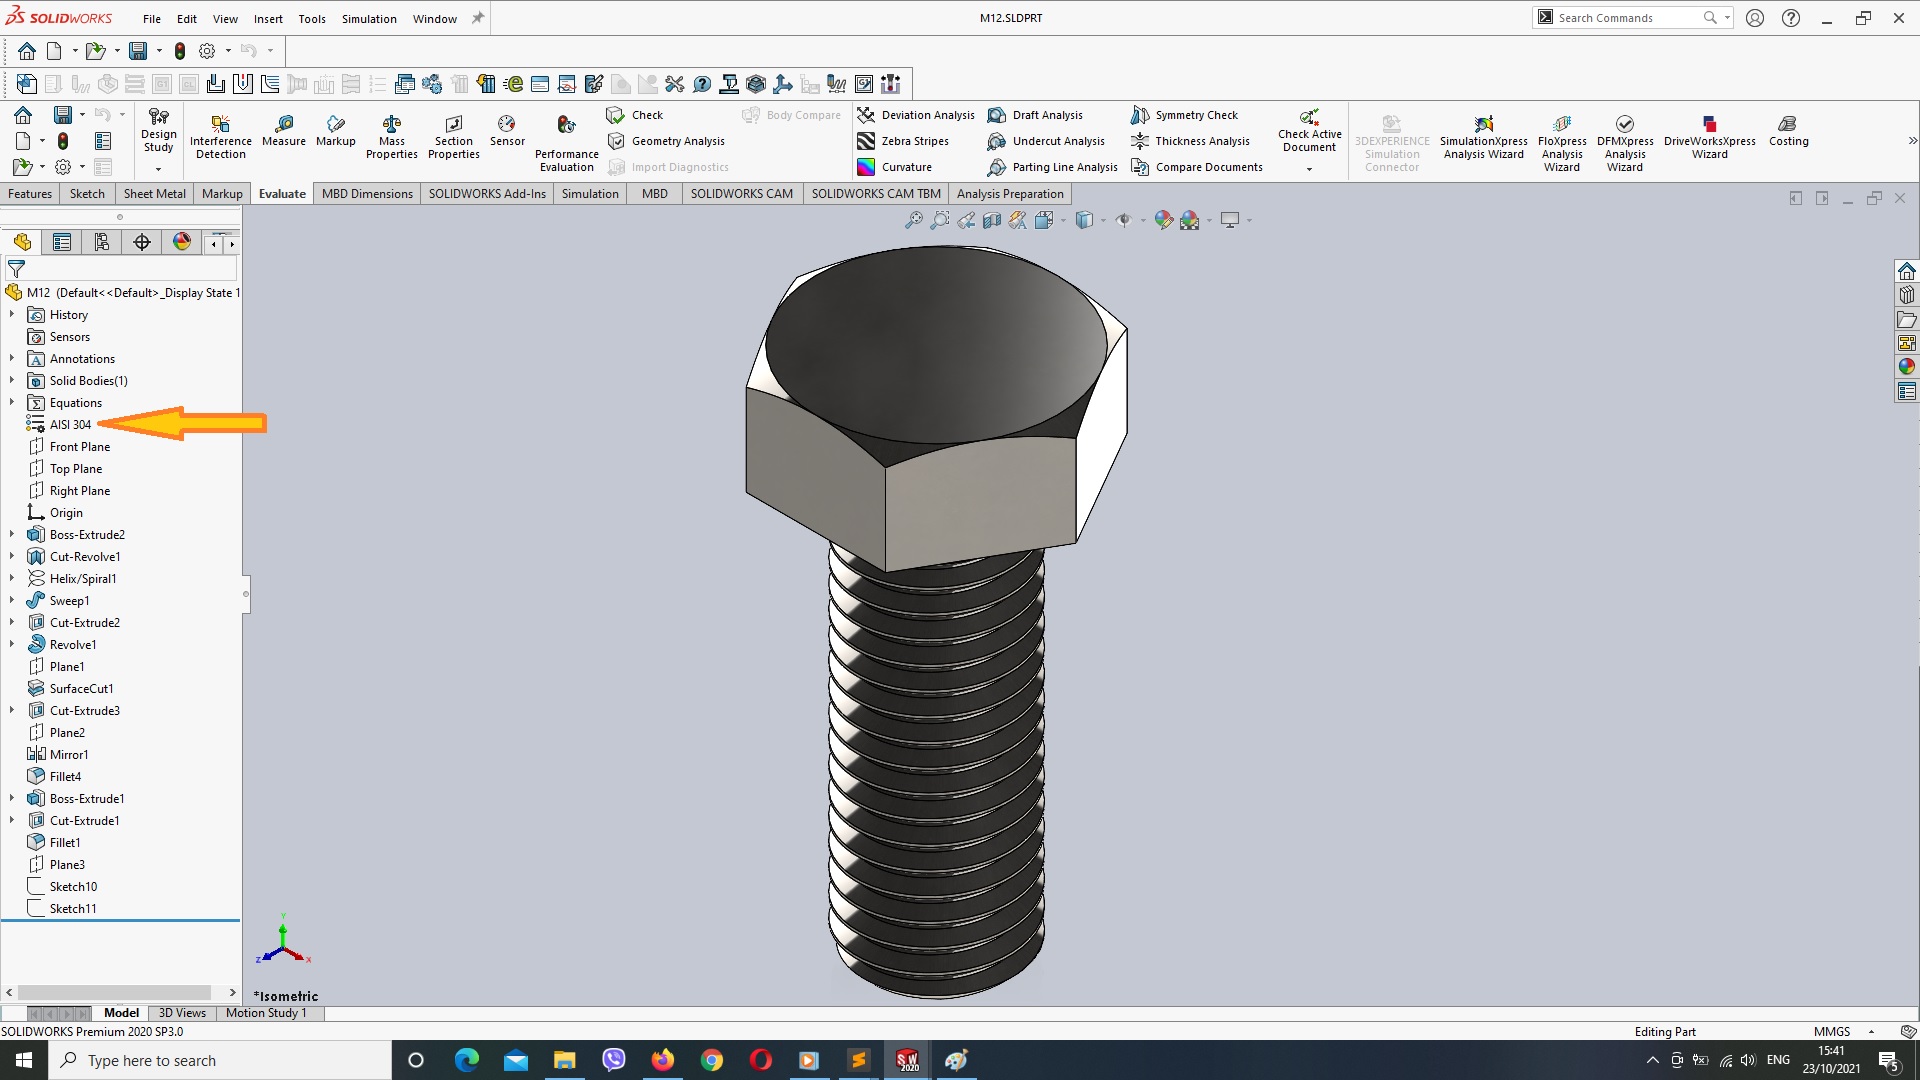 SOLIDWORKS File Edit View Insert Tools Simulation Window M12.SLDPRT Search Commands
Design Study
Interference Detection
Measure
Markup
Mass Properties
Section Properties
Sensor
Performance Evaluation
Check
Geometry Analysis
Import Diagnostics
Body Compare
Deviation Analysis
Zebra Stripes
Curvature
Draft Analysis
Undercut Analysis
Parting Line Analysis
Symmetry Check
Thickness Analysis
Compare Documents
Check Active Document
3DEXPERIENCE Simulation Connector
SimulationXpress Analysis Wizard
FloXpress Analysis Wizard
DFMXpress Analysis Wizard
DriveWorksXpress Wizard
Costing
Features Sketch Sheet Metal Markup Evaluate MBD Dimensions SOLIDWORKS Add-Ins Simulation MBD SOLIDWORKS CAM SOLIDWORKS CAM TBM Analysis Preparation
M12 (Default<<Default>_Display State 1
History
Sensors
Annotations
Solid Bodies(1)
Equations
AISI 304
Front Plane
Top Plane
Right Plane
Origin
Boss-Extrude2
Cut-Revolve1
Helix/Spiral1
Sweep1
Cut-Extrude2
Revolve1
Plane1
SurfaceCut1
Cut-Extrude3
Plane2
Mirror1
Fillet4
Boss-Extrude1
Cut-Extrude1
Fillet1
Plane3
Sketch10
Sketch11
Y
Z X
*Isometric
Model 3D Views Motion Study 1
SOLIDWORKS Premium 2020 SP3.0 Editing Part MMGS
Type here to search
SW 2020
ENG
15:41
23/10/2021
5